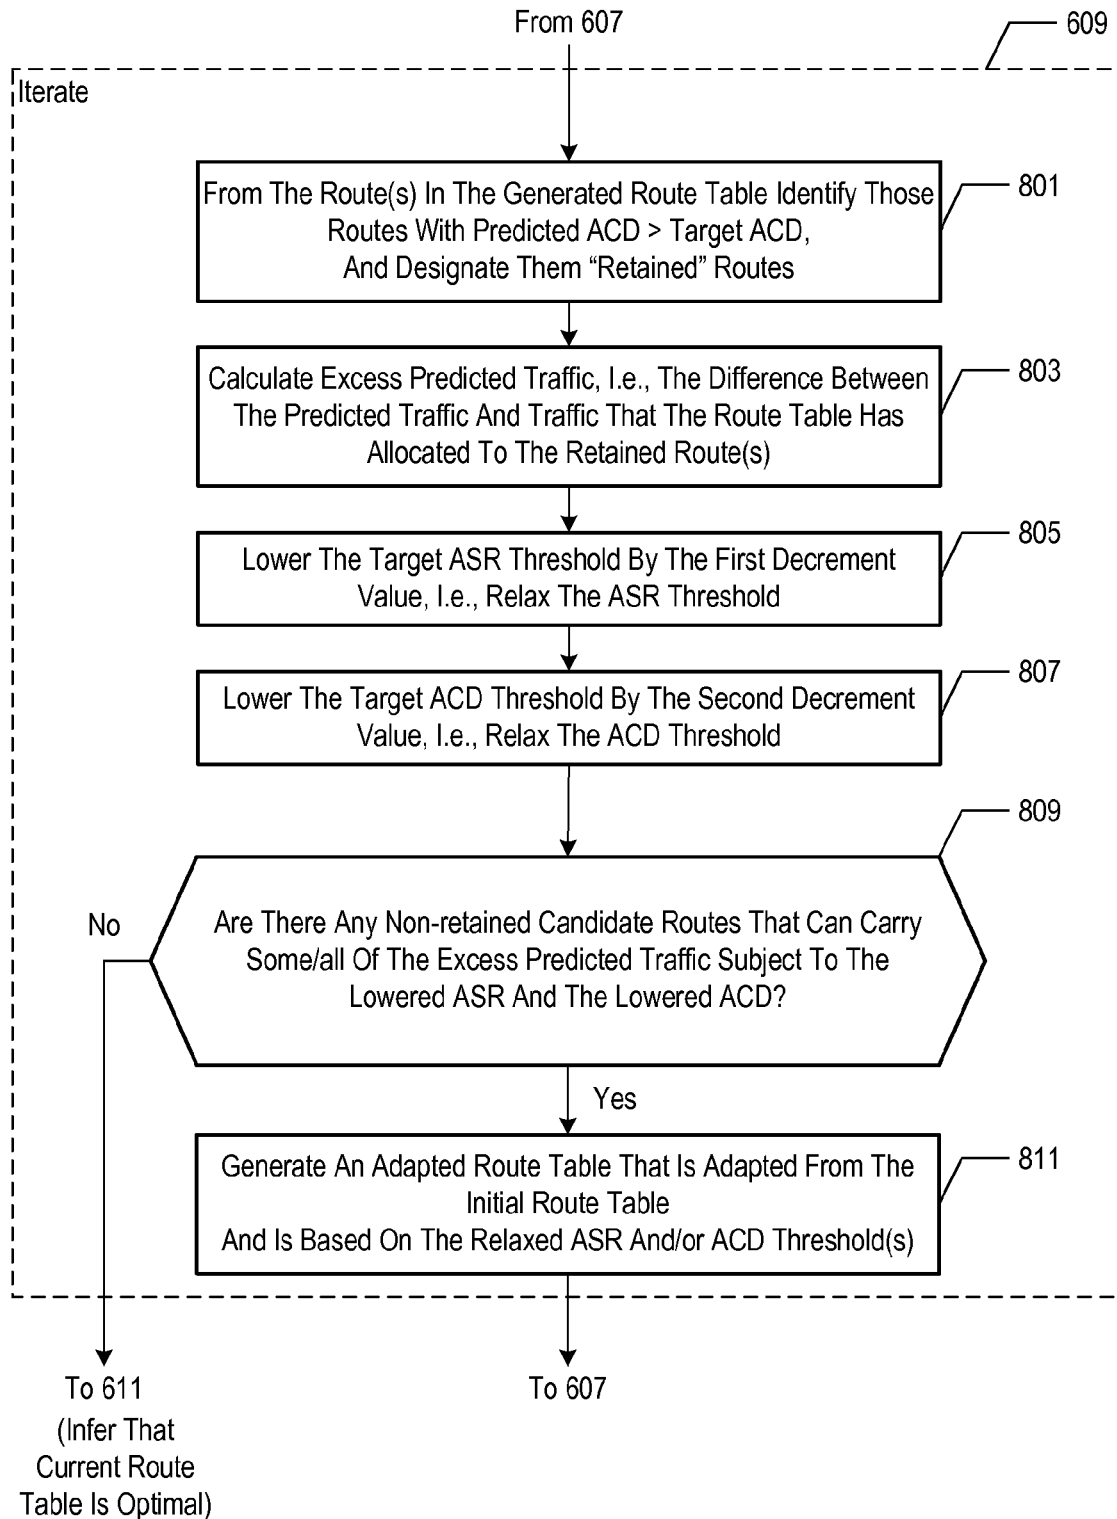 From 607
609
Iterate
From The Route(s) In The Generated Route Table Identify Those
Routes With Predicted ACD > Target ACD,
And Designate Them “Retained” Routes
801
Calculate Excess Predicted Traffic, I.e., The Difference Between
The Predicted Traffic And Traffic That The Route Table Has
Allocated To The Retained Route(s)
803
Lower The Target ASR Threshold By The First Decrement
Value, I.e., Relax The ASR Threshold
805
Lower The Target ACD Threshold By The Second Decrement
Value, I.e., Relax The ACD Threshold
807
809
No
Are There Any Non-retained Candidate Routes That Can Carry
Some/all Of The Excess Predicted Traffic Subject To The
Lowered ASR And The Lowered ACD?
Yes
Generate An Adapted Route Table That Is Adapted From The
Initial Route Table
And Is Based On The Relaxed ASR And/or ACD Threshold(s)
811
To 611
(Infer That
Current Route
Table Is Optimal)
To 607